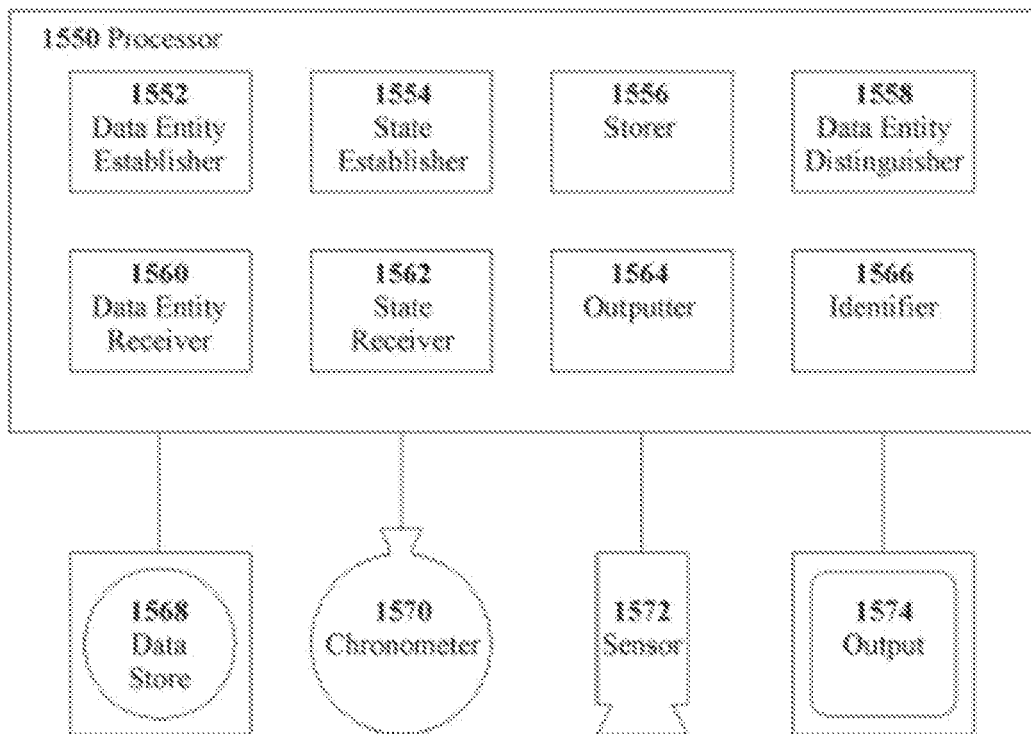 1550 Processor
1552
Data Entity
Establisher
1554
State
Establisher
1556
Storer
1558
Data Entity
Distinguisher
1560
Data Entity
Receiver
1562
State
Receiver
1564
Outputter
1566
Identifier
1568
Data
Store
1570
Chronometer
1572
Sensor
1574
Output